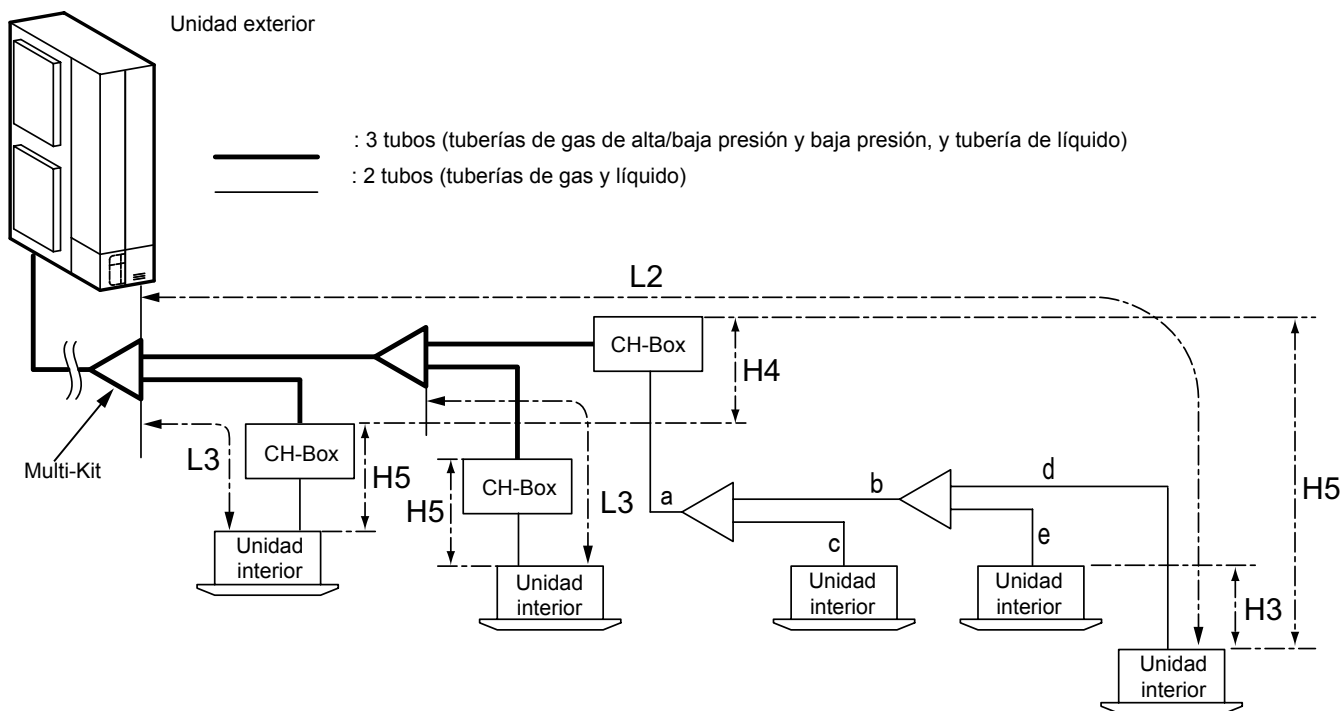 Unidad exterior
: 3 tubos (tuberías de gas de alta/baja presión y baja presión, y tubería de líquido)
: 2 tubos (tuberías de gas y líquido)
L2
CH-Box
H4
Multi-Kit
L3
CH-Box
H5
H5
CH-Box
L3
a
b
d
c
e
H5
Unidad
interior
Unidad
interior
Unidad
interior
Unidad
interior
H3
Unidad
interior